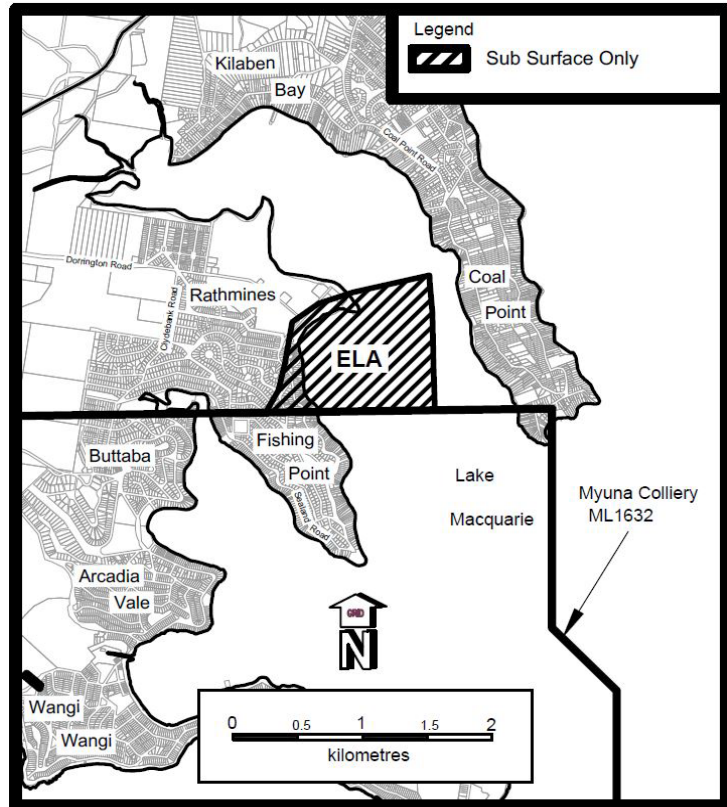 Legend
Sub Surface Only
Kilaben
Bay
Coal Point Road
Dorrington Road
Clydebank Road
Rathmines
Coal
Point
ELA
Buttaba
Fishing
Point
Sealand Road
Lake
Macquarie
Myuna Colliery
ML1632
Arcadia
Vale
GRID
N
Wangi
Wangi
0 0.5 1 1.5 2
kilometres